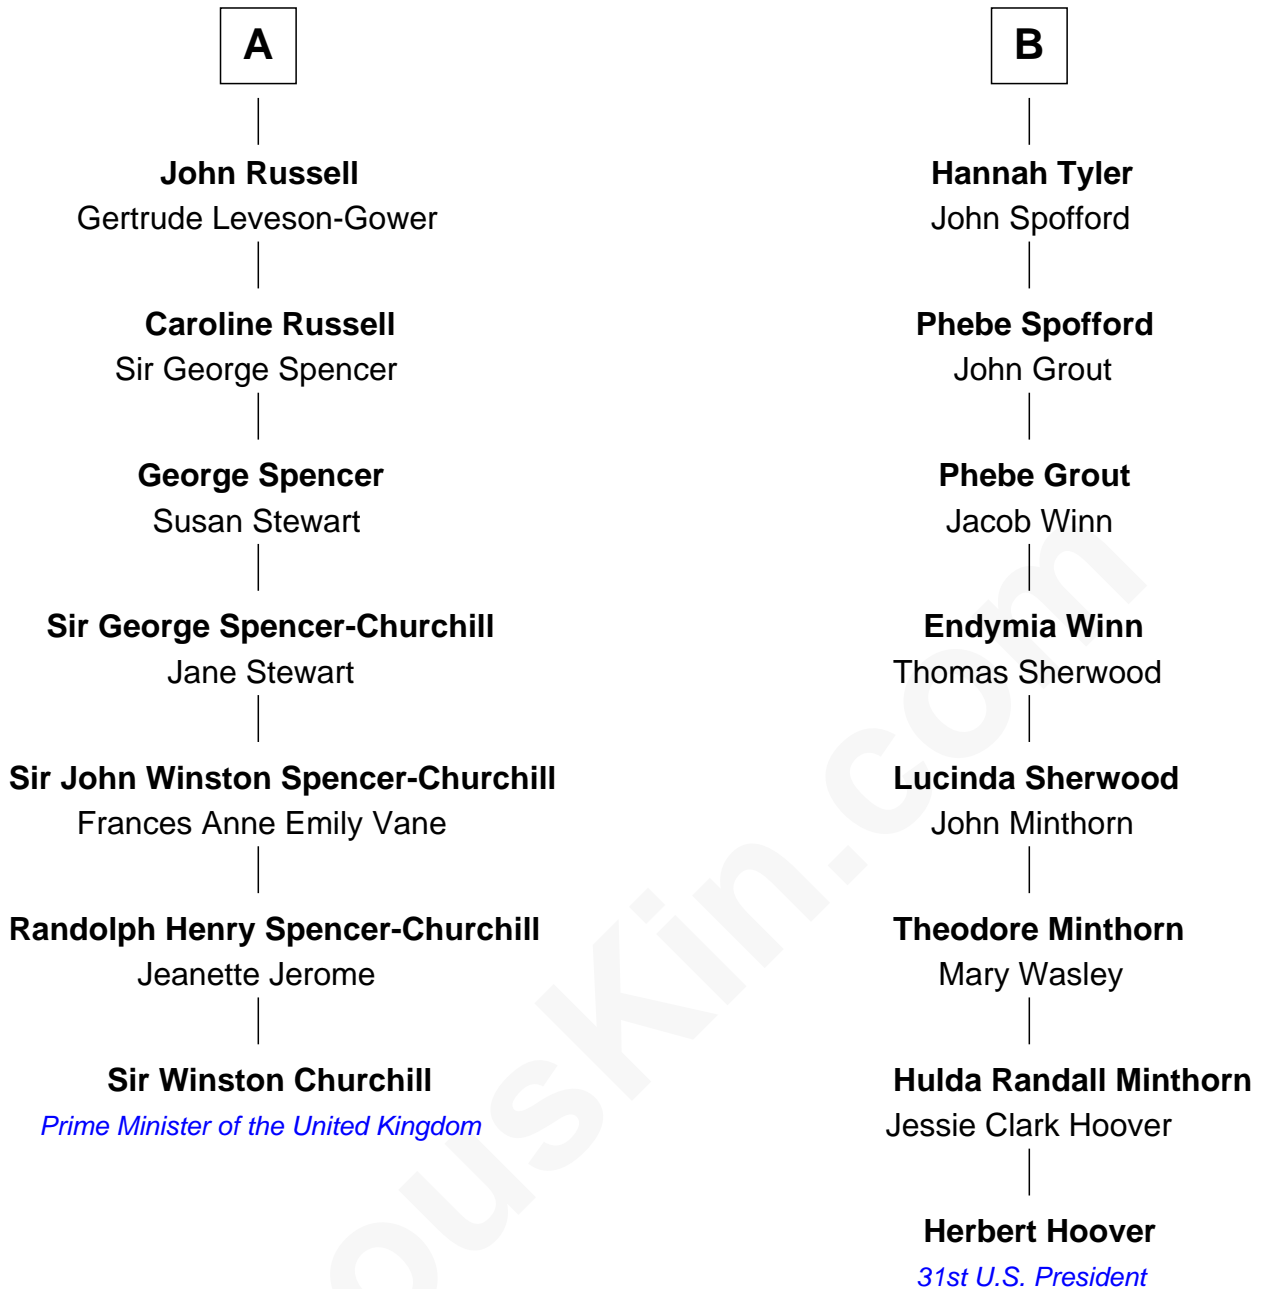 A
John Russell
Gertrude Leveson-Gower
Caroline Russell
Sir George Spencer
George Spencer
Susan Stewart
Sir George Spencer-Churchill
Jane Stewart
Sir John Winston Spencer-Churchill
Frances Anne Emily Vane
Randolph Henry Spencer-Churchill
Jeanette Jerome
Sir Winston Churchill
Prime Minister of the United Kingdom
B
Hannah Tyler
John Spofford
Phebe Spofford
John Grout
Phebe Grout
Jacob Winn
Endymia Winn
Thomas Sherwood
Lucinda Sherwood
John Minthorn
Theodore Minthorn
Mary Wasley
Hulda Randall Minthorn
Jessie Clark Hoover
Herbert Hoover
31st U.S. President
ousKin.com